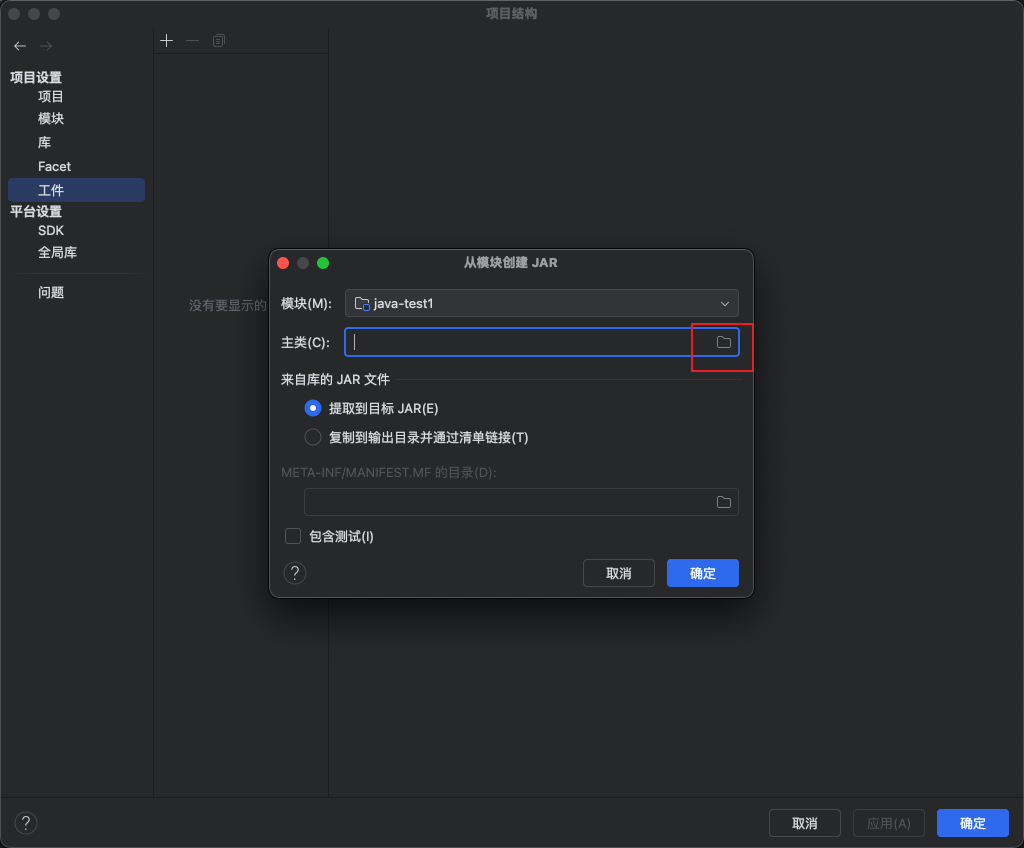 项目结构
项目设置
项目
模块
库
Facet
工件
平台设置
SDK
全局库
问题
没有要显示的
从模块创建 JAR
模块(M):
java-test1
主类(C):
来自库的 JAR 文件
提取到目标 JAR(E)
复制到输出目录并通过清单链接(T)
META-INF/MANIFEST.MF 的目录(D):
包含测试(I)
?
取消
确定
?
取消
应用(A)
确定